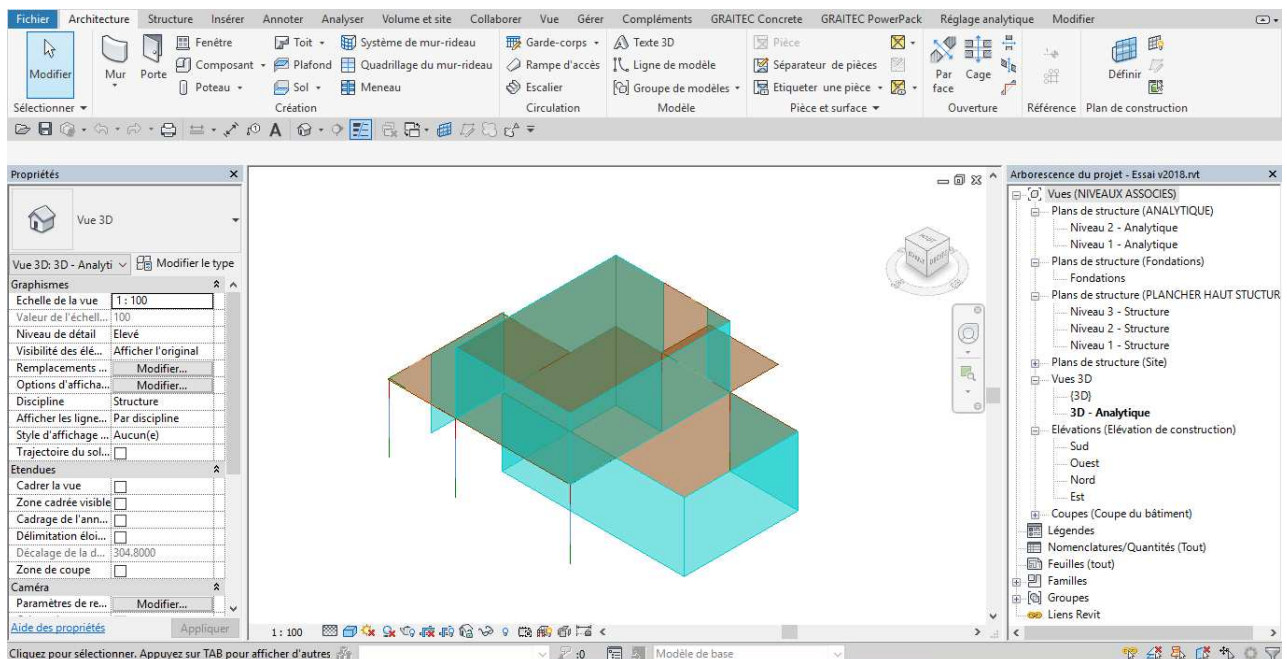 Fichier Architecture Structure Insérer Annoter Analyser Volume et site Collaborer Vue Gérer Compléments GRAITEC Concrete GRAITEC PowerPack Réglage analytique Modifier
Modifier
Mur
Porte
Fenêtre
Composant
Poteau
Toit
Plafond
Sol
Système de mur-rideau
Quadrillage du mur-rideau
Meneau
Garde-corps
Rampe d'accès
Escalier
Texte 3D
Ligne de modèle
Groupe de modèles
Pièce
Séparateur de pièces
Etiqueter une pièce
Par face
Cage
Définir
Sélectionner Création Circulation Modèle Pièce et surface Ouverture Référence Plan de construction
Propriétés
Vue 3D
Vue 3D: 3D - Analyti Modifier le type
Graphismes
Echelle de la vue 1 : 100
Valeur de l'échell... 100
Niveau de détail Elevé
Visibilité des élé... Afficher l'original
Remplacements ... Modifier...
Options d'afficha... Modifier...
Discipline Structure
Afficher les ligne... Par discipline
Style d'affichage ... Aucun(e)
Trajectoire du sol...
Etendues
Cadrer la vue
Zone cadrée visible
Cadrage de l'ann...
Délimitation éloi...
Décalage de la d... 304.8000
Zone de coupe
Caméra
Paramètres de re... Modifier...
Aide des propriétés Appliquer
1 : 100
Arborescence du projet - Essai v2018.rvt
Vues (NIVEAUX ASSOCIES)
Plans de structure (ANALYTIQUE)
Niveau 2 - Analytique
Niveau 1 - Analytique
Plans de structure (Fondations)
Fondations
Plans de structure (PLANCHER HAUT STUCTUR
Niveau 3 - Structure
Niveau 2 - Structure
Niveau 1 - Structure
Plans de structure (Site)
Vues 3D
{3D}
3D - Analytique
Elévations (Elévation de construction)
Sud
Ouest
Nord
Est
Coupes (Coupe du bâtiment)
Légendes
Nomenclatures/Quantités (Tout)
Feuilles (tout)
Familles
Groupes
Liens Revit
Cliquez pour sélectionner. Appuyez sur TAB pour afficher d'autres :0 Modèle de base